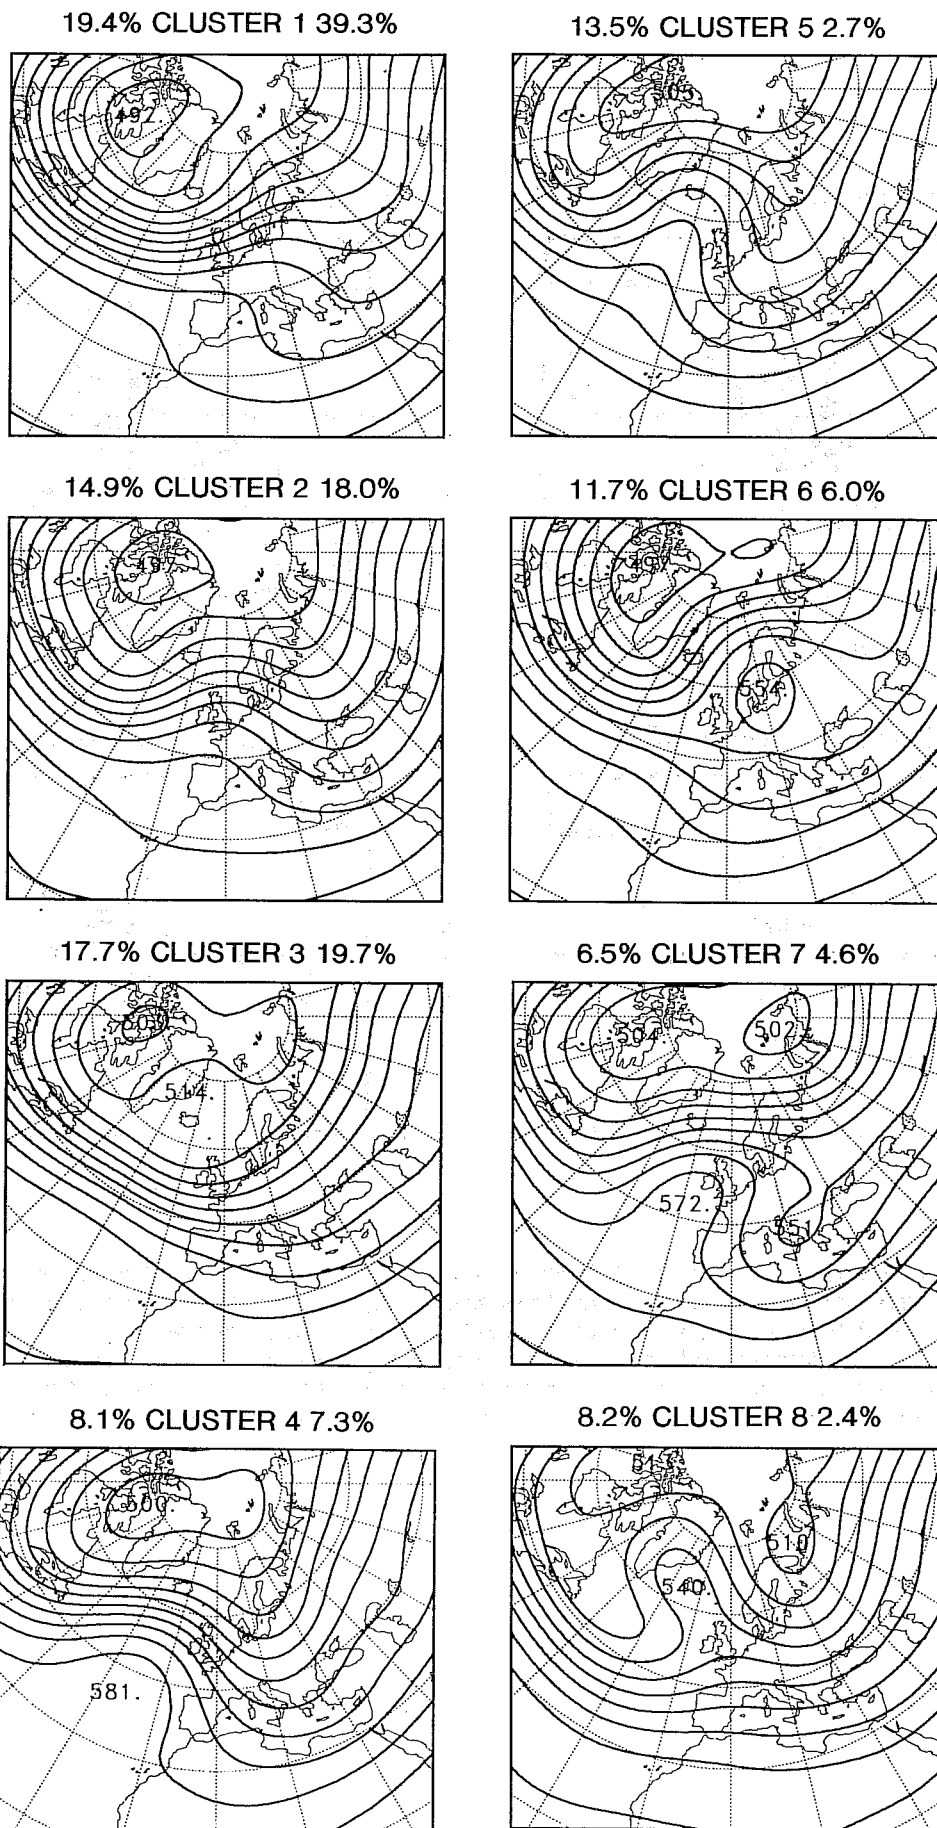 19.4% CLUSTER 1 39.3%
492.
13.5% CLUSTER 5 2.7%
505.
14.9% CLUSTER 2 18.0%
497.
11.7% CLUSTER 6 6.0%
497.
554.
17.7% CLUSTER 3 19.7%
514.
6.5% CLUSTER 7 4.6%
504.
502.
572.
551.
8.1% CLUSTER 4 7.3%
500.
581.
8.2% CLUSTER 8 2.4%
513.
510
540.